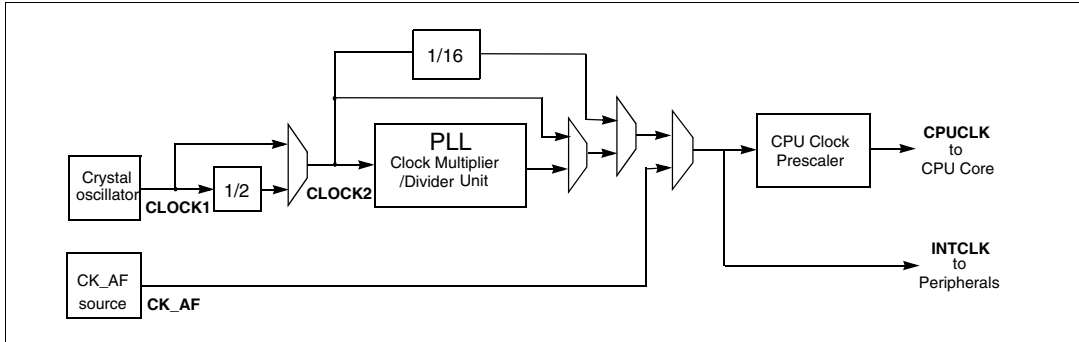 1/16
PLL
Clock Multiplier
/Divider Unit
CPU Clock
Prescaler
CPUCLK
to
CPU Core
Crystal
oscillator
CLOCK1
1/2
CLOCK2
INTCLK
to
Peripherals
CK_AF
source
CK_AF